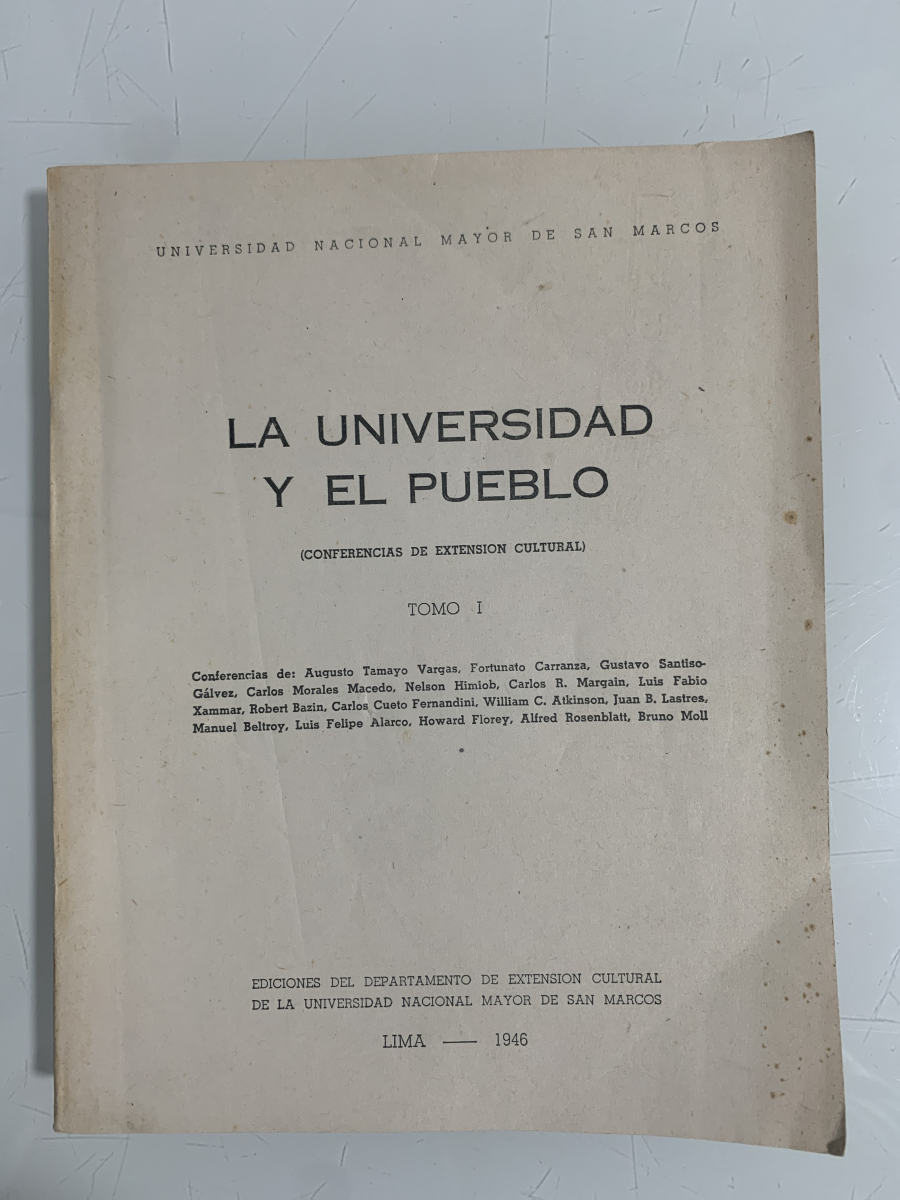 UNIVERSIDAD NACIONAL MAYOR DE SAN MARCOS
LA UNIVERSIDAD
Y EL PUEBLO
(CONFERENCIAS DE EXTENSION CULTURAL)
TOMO I
Conferencias de: Augusto Tamayo Vargas, Fortunato Carranza, Gustavo Santiso-
Gálvez, Carlos Morales Macedo, Nelson Himiob, Carlos R. Margain, Luis Fabio
Xammar, Robert Bazin, Carlos Cueto Fernandini, William C. Atkinson, Juan B. Lastres,
Manuel Beltroy, Luis Felipe Alarco, Howard Florey, Alfred Rosenblatt, Bruno Moll
EDICIONES DEL DEPARTAMENTO DE EXTENSION CULTURAL
DE LA UNIVERSIDAD NACIONAL MAYOR DE SAN MARCOS
LIMA — 1946